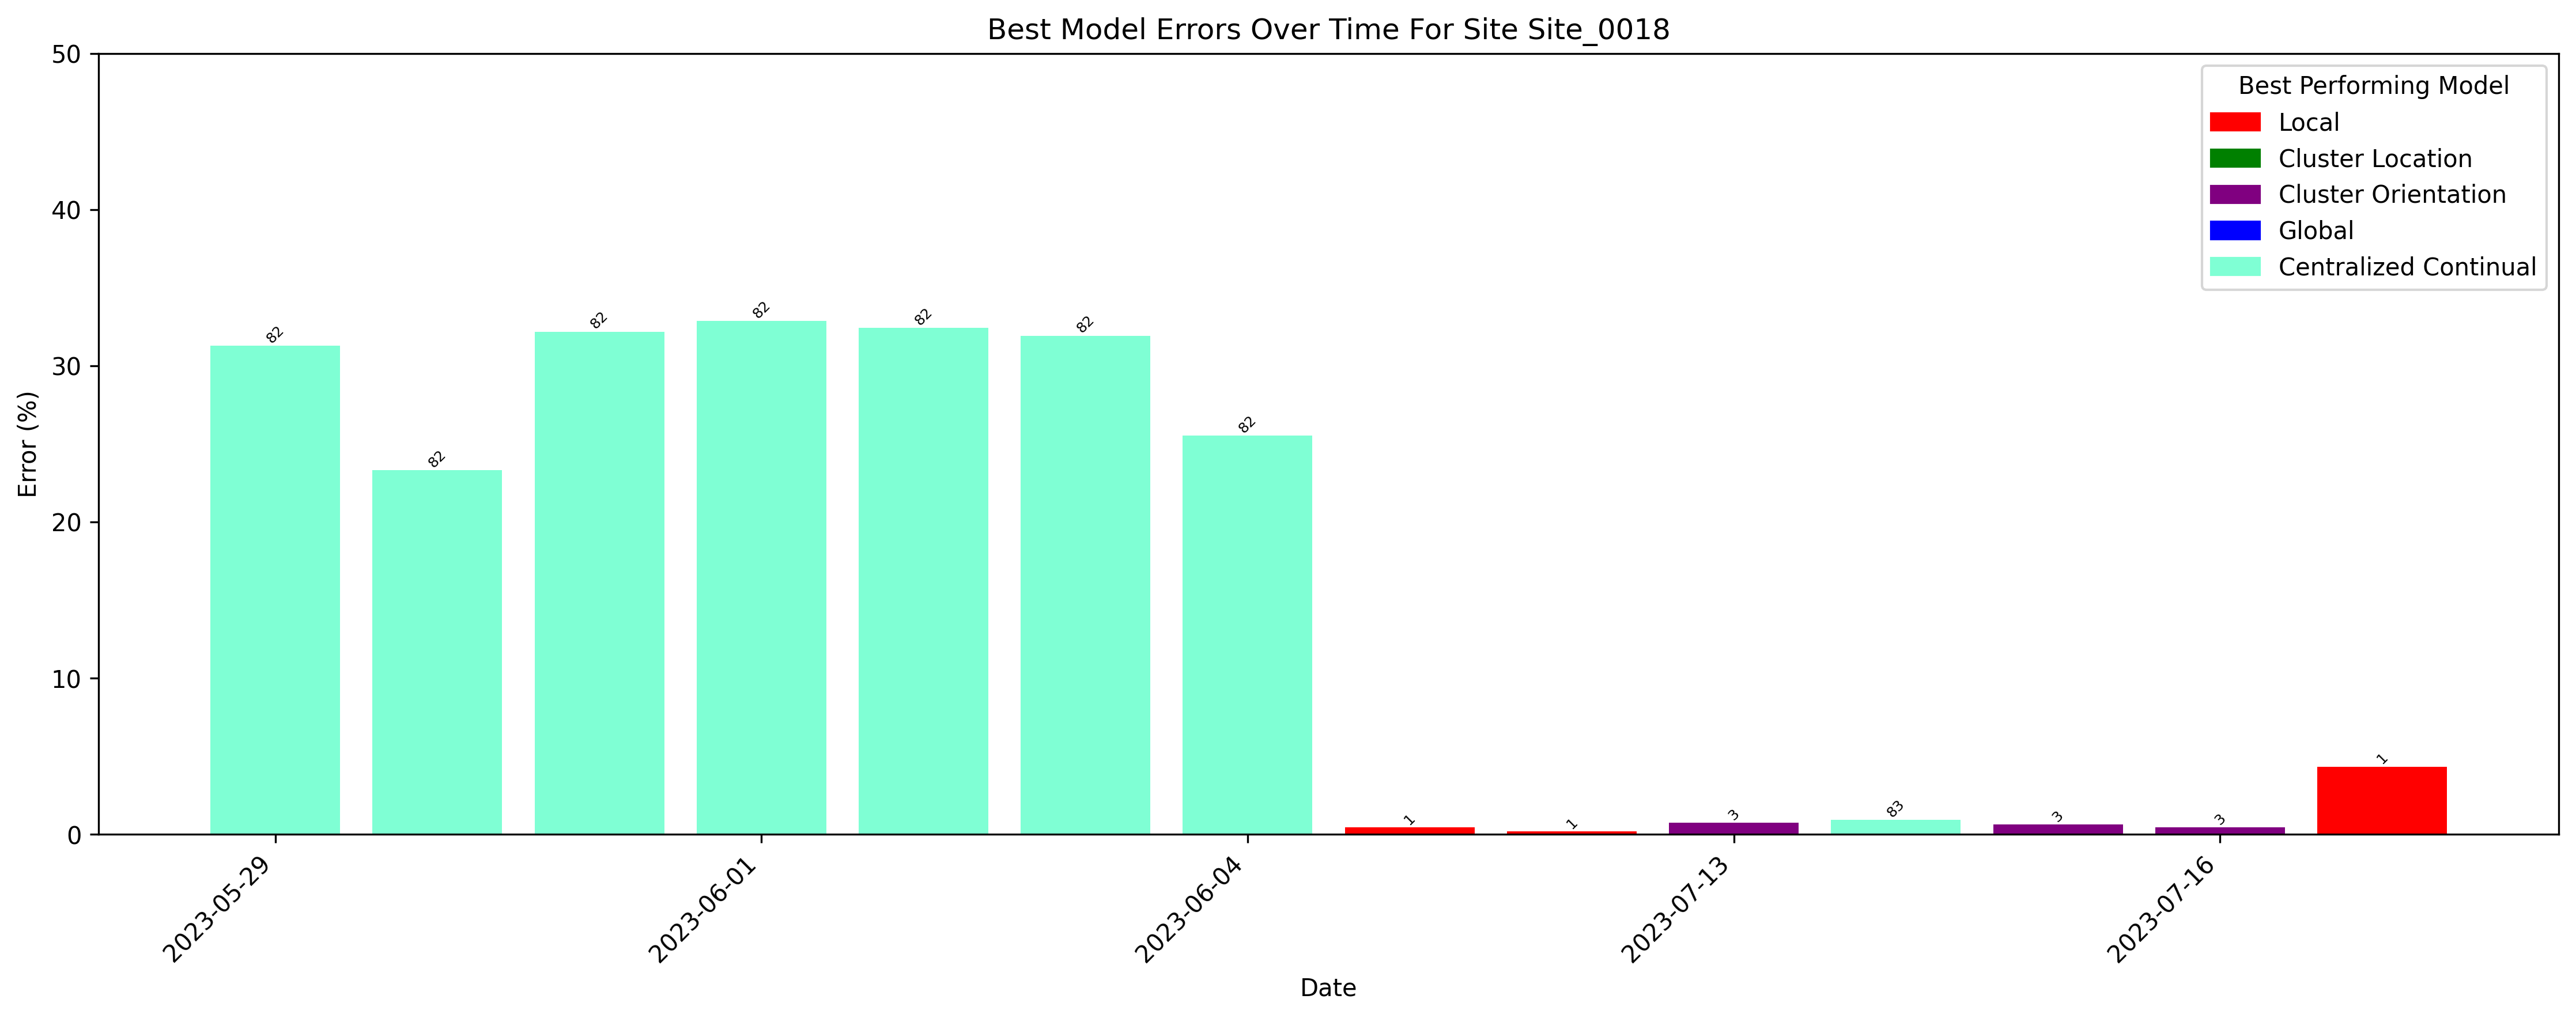 Best Model Errors Over Time For Site Site_0018
50
40
30
20
10
0
Error (%)
Best Performing Model
Local
Cluster Location
Cluster Orientation
Global
Centralized Continual
82
82
82
82
82
82
82
1
1
3
83
3
3
1
2023-05-29
2023-06-01
2023-06-04
2023-07-13
2023-07-16
Date